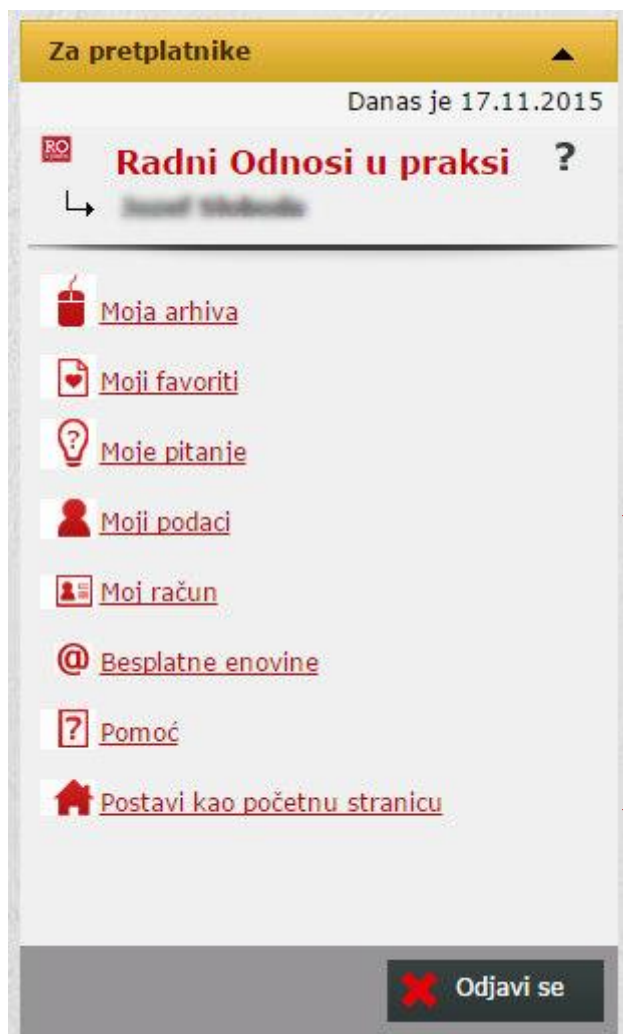 Za pretplatnike
Danas je 17.11.2015
RO
Radni Odnosi u praksi ?
Moja arhiva
Moji favoriti
Moje pitanje
Moji podaci
Moj račun
@ Besplatne enovine
? Pomoć
Postavi kao početnu stranicu
Odjavi se